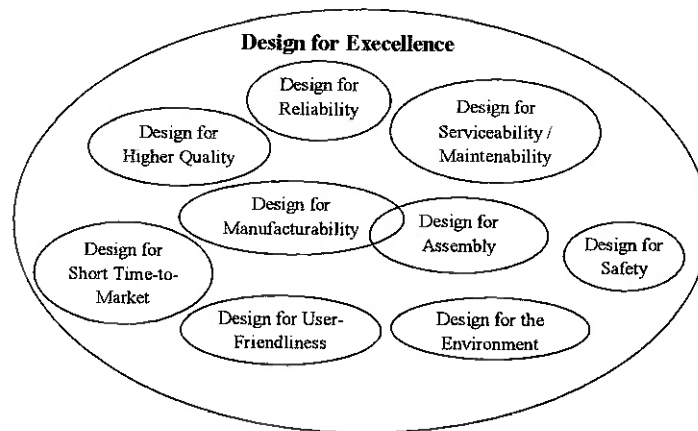 Design for Execellence
Design for
Reliability
Design for
Serviceability /
Maintenability
Design for
Higher Quality
Design for
Manufacturability
Design for
Assembly
Design for
Safety
Design for
Short Time-to-
Market
Design for User-
Friendliness
Design for the
Environment